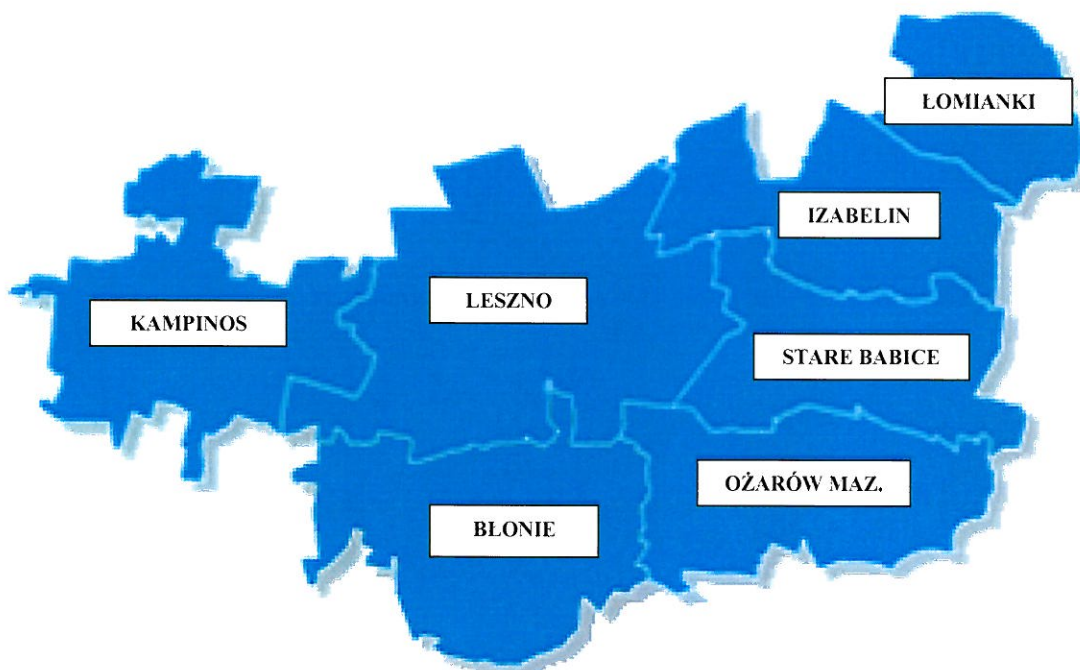 ŁOMIANKI
IZABELIN
LESZNO
KAMPINOS
STARE BABICE
OŻARÓW MAZ.
BŁONIE